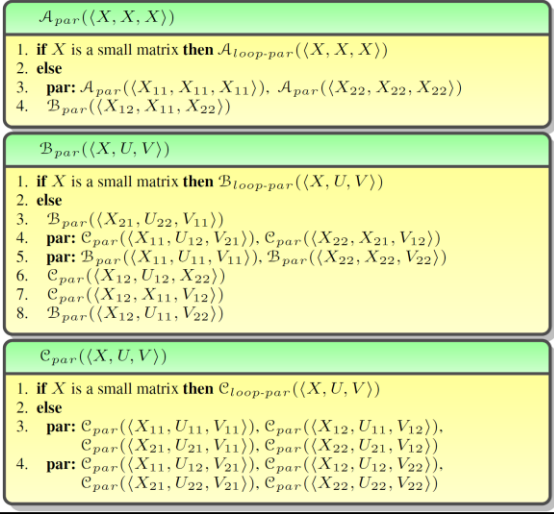 𝒜par(⟨X, X, X⟩)
1. if X is a small matrix then 𝒜loop-par(⟨X, X, X⟩)
2. else
3. par: 𝒜par(⟨X11, X11, X11⟩), 𝒜par(⟨X22, X22, X22⟩)
4. ℬpar(⟨X12, X11, X22⟩)
ℬpar(⟨X, U, V⟩)
1. if X is a small matrix then ℬloop-par(⟨X, U, V⟩)
2. else
3. ℬpar(⟨X21, U22, V11⟩)
4. par: 𝒞par(⟨X11, U12, V21⟩), 𝒞par(⟨X22, X21, V12⟩)
5. par: ℬpar(⟨X11, U11, V11⟩), ℬpar(⟨X22, X22, V22⟩)
6. 𝒞par(⟨X12, U12, X22⟩)
7. 𝒞par(⟨X12, X11, V12⟩)
8. ℬpar(⟨X12, U11, V22⟩)
𝒞par(⟨X, U, V⟩)
1. if X is a small matrix then 𝒞loop-par(⟨X, U, V⟩)
2. else
3. par: 𝒞par(⟨X11, U11, V11⟩), 𝒞par(⟨X12, U11, V12⟩),
𝒞par(⟨X21, U21, V11⟩), 𝒞par(⟨X22, U21, V12⟩)
4. par: 𝒞par(⟨X11, U12, V21⟩), 𝒞par(⟨X12, U12, V22⟩),
𝒞par(⟨X21, U22, V21⟩), 𝒞par(⟨X22, U22, V22⟩)